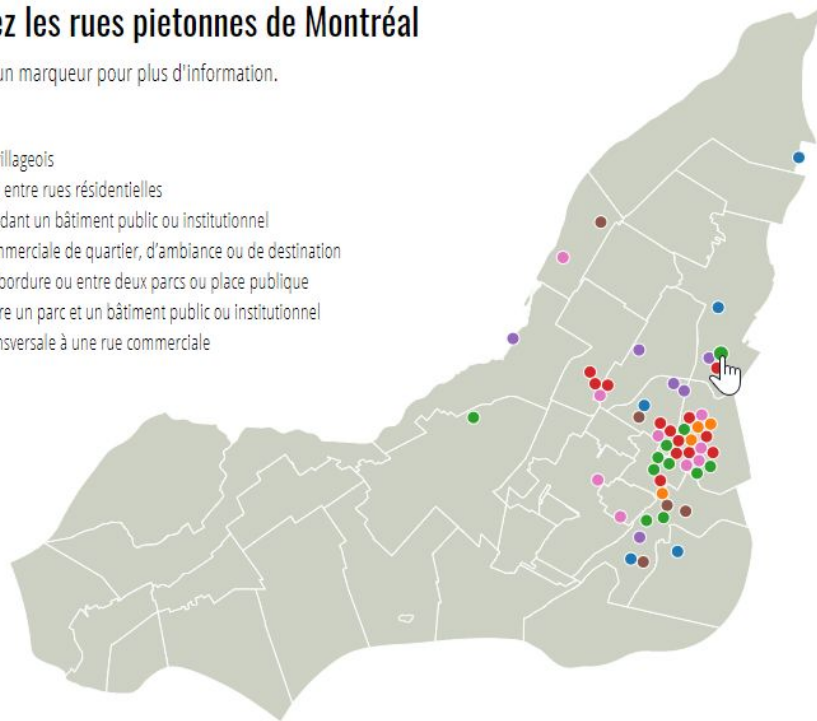 ez les rues pietonnes de Montréal
un marqueur pour plus d'information.
illageois
entre rues résidentielles
dant un bâtiment public ou institutionnel
mmerciale de quartier, d'ambiance ou de destination
bordure ou entre deux parcs ou place publique
re un parc et un bâtiment public ou institutionnel
nsversale à une rue commerciale